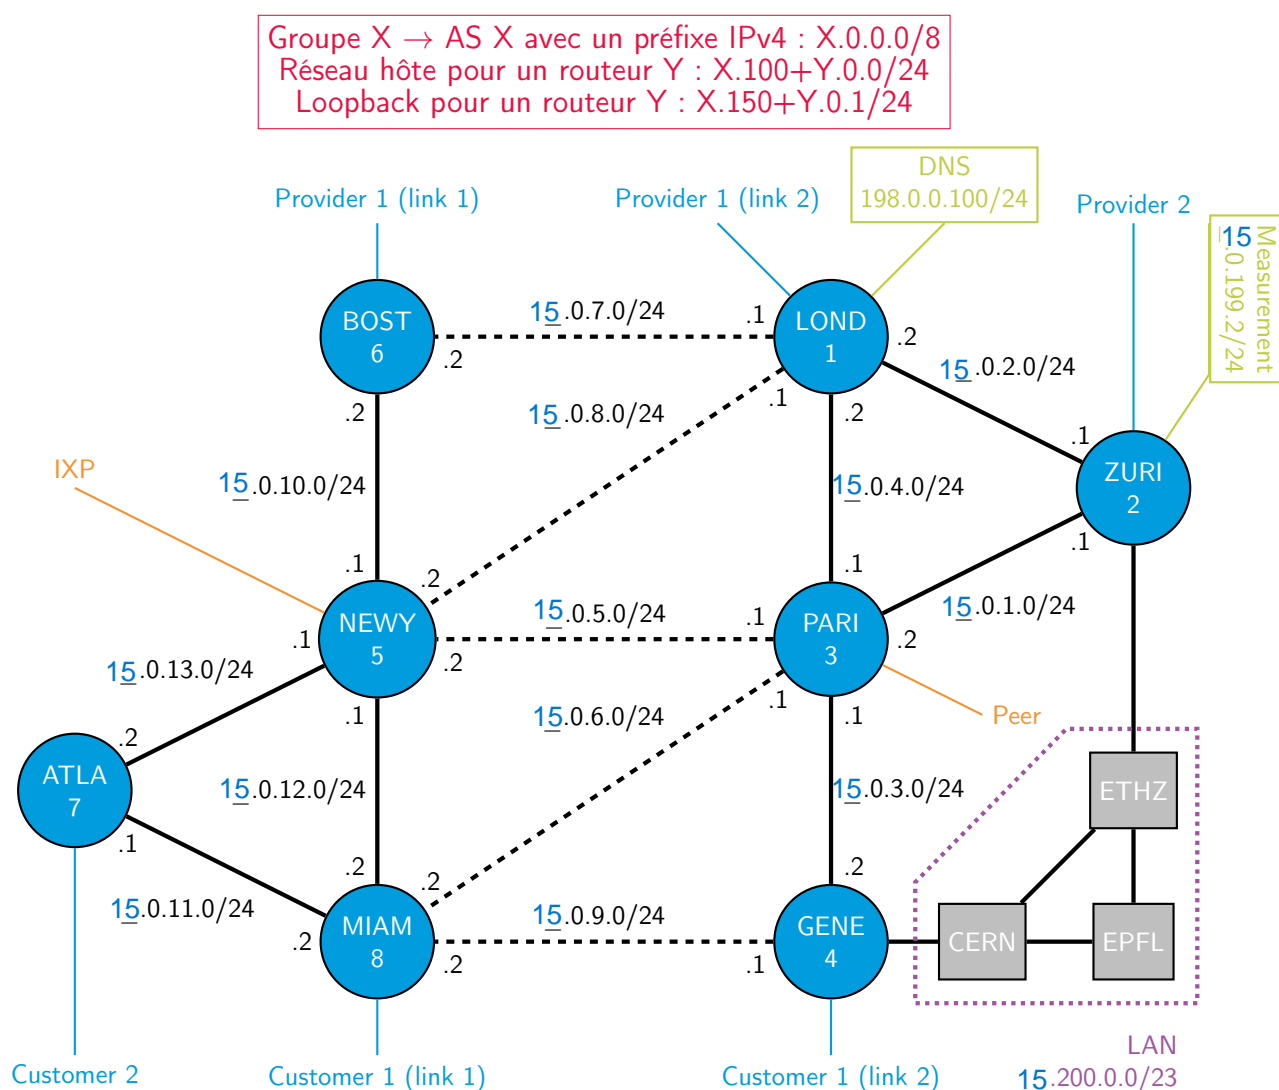 Groupe X → AS X avec un préfixe IPv4 : X.0.0.0/8
Réseau hôte pour un routeur Y : X.100+Y.0.0/24
Loopback pour un routeur Y : X.150+Y.0.1/24
DNS
198.0.0.100/24
Provider 1 (link 1)
Provider 1 (link 2)
Provider 2
Measurement
15.0.199.2/24
BOST
6
.2
.2
15.0.7.0/24
.1
LOND
1
.2
.1
.2
15.0.2.0/24
15.0.8.0/24
.1
ZURI
2
.1
IXP
15.0.10.0/24
15.0.4.0/24
.1
.2
.1
NEWY
5
.1
.2
.1
15.0.5.0/24
.1
PARI
3
.2
.1
.1
15.0.1.0/24
15.0.13.0/24
Peer
15.0.6.0/24
.2
ATLA
7
.1
15.0.12.0/24
15.0.3.0/24
ETHZ
.2
.2
.2
15.0.11.0/24
.2
MIAM
8
.2
15.0.9.0/24
.1
GENE
4
CERN
EPFL
LAN
15.200.0.0/23
Customer 2
Customer 1 (link 1)
Customer 1 (link 2)